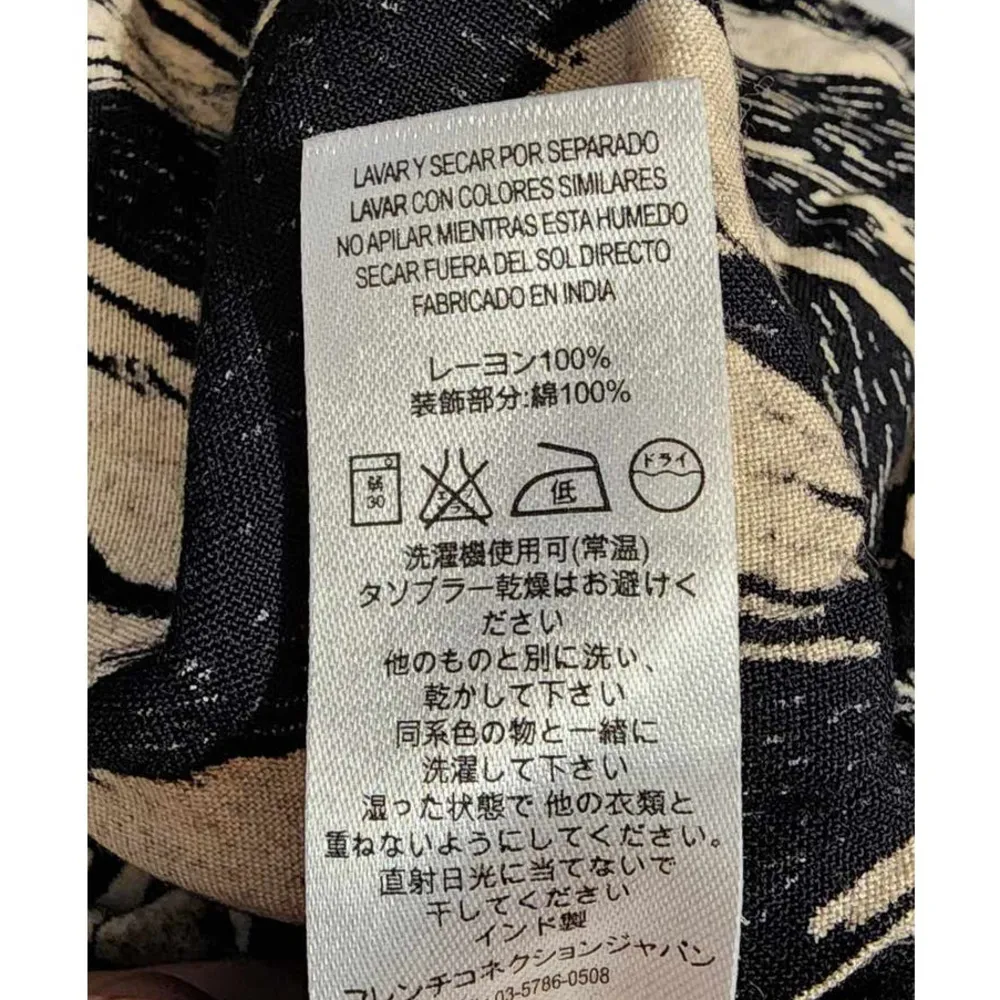 LAVAR Y SECAR POR SEPARADO
LAVAR CON COLORES SIMILARES
NO APILAR MIENTRAS ESTA HUMEDO
SECAR FUERA DEL SOL DIRECTO
FABRICADO EN INDIA
レーヨン100%
装飾部分:綿100%
弱 30 エンソ 低 ドライ
洗濯機使用可(常温)
タソブラー乾燥はお避けく
ださい
他のものと別に洗い、
乾かして下さい
同系色の物と一緒に
洗濯して下さい
湿った状態で 他の衣類と
重ねないようにしてください。
直射日光に当てないで
干してください
インド製
フレンチコネクションジャパン
03-5786-0508